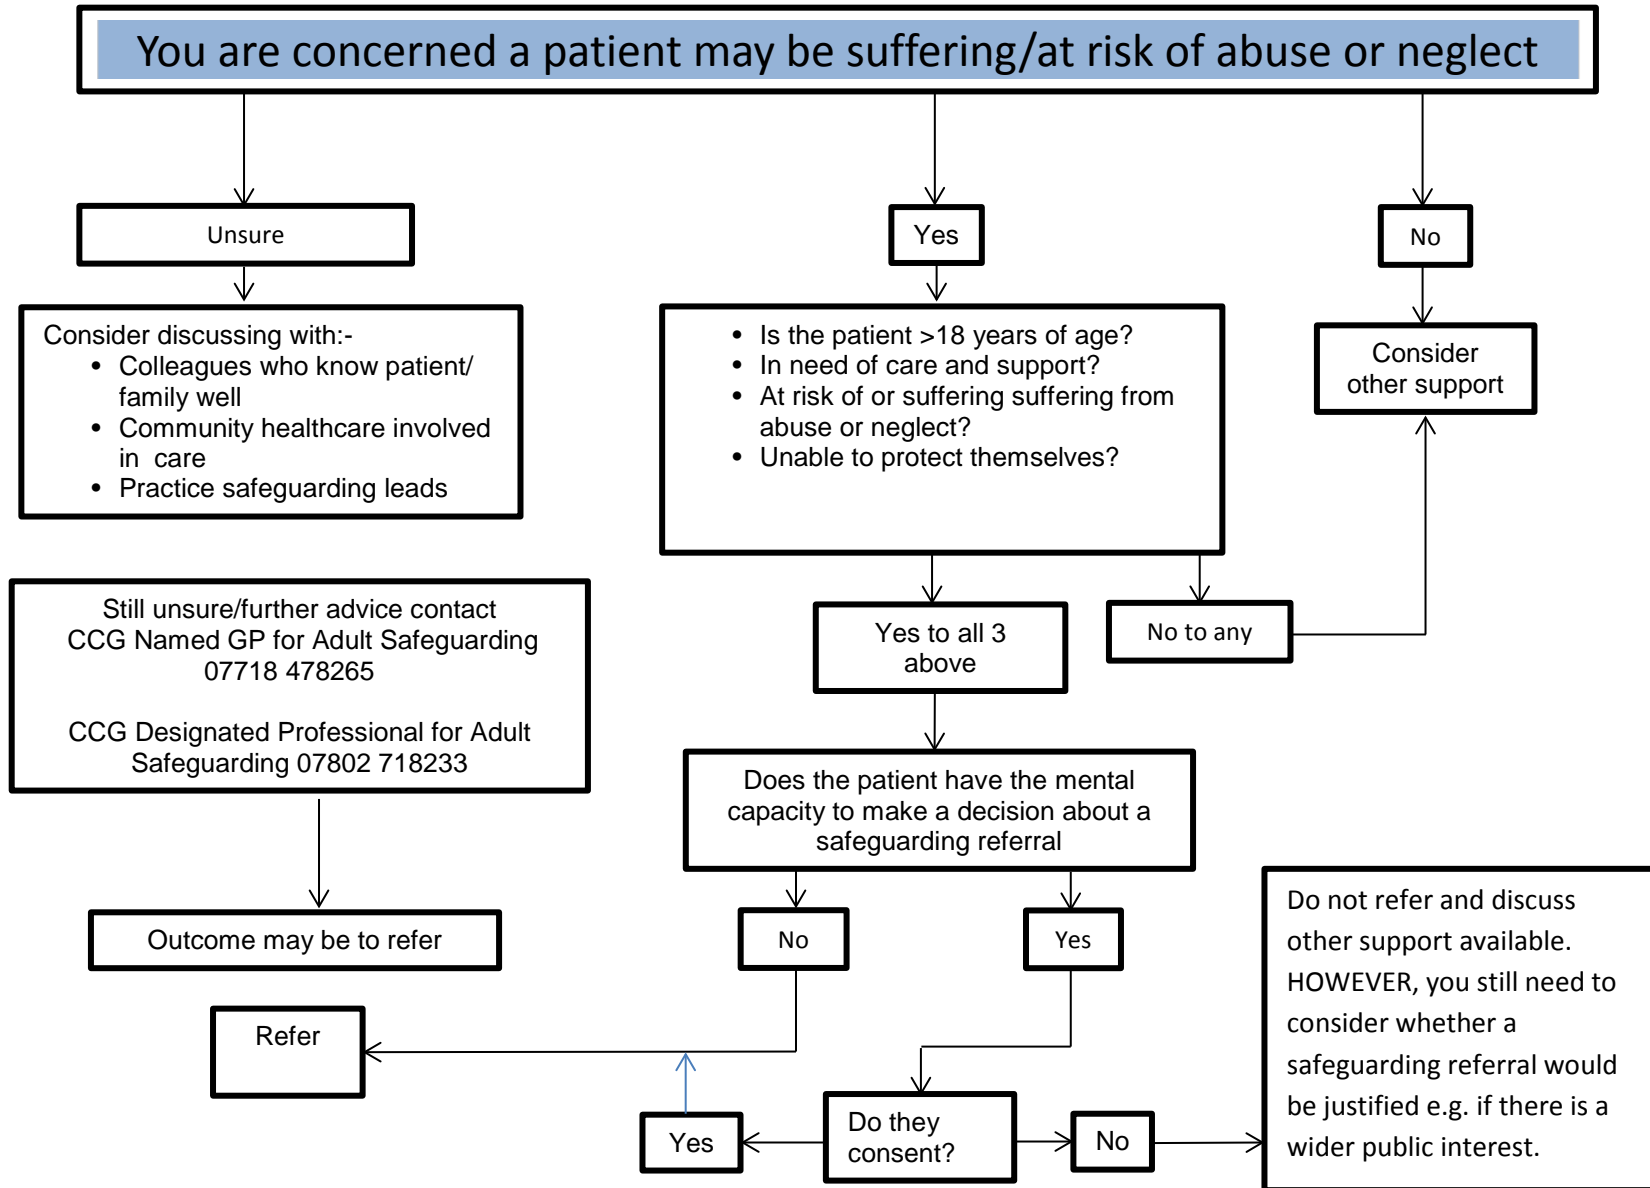 You are concerned a patient may be suffering/at risk of abuse or neglect
Unsure
Yes
No
Consider discussing with:-
• Colleagues who know patient/
family well
• Community healthcare involved
in care
• Practice safeguarding leads
• Is the patient >18 years of age?
• In need of care and support?
• At risk of or suffering suffering from
abuse or neglect?
• Unable to protect themselves?
Consider
other support
Still unsure/further advice contact
CCG Named GP for Adult Safeguarding
07718 478265
CCG Designated Professional for Adult
Safeguarding 07802 718233
Yes to all 3
above
No to any
Does the patient have the mental
capacity to make a decision about a
safeguarding referral
Outcome may be to refer
No
Yes
Refer
Do they
consent?
Yes
No
Do not refer and discuss
other support available.
HOWEVER, you still need to
consider whether a
safeguarding referral would
be justified e.g. if there is a
wider public interest.